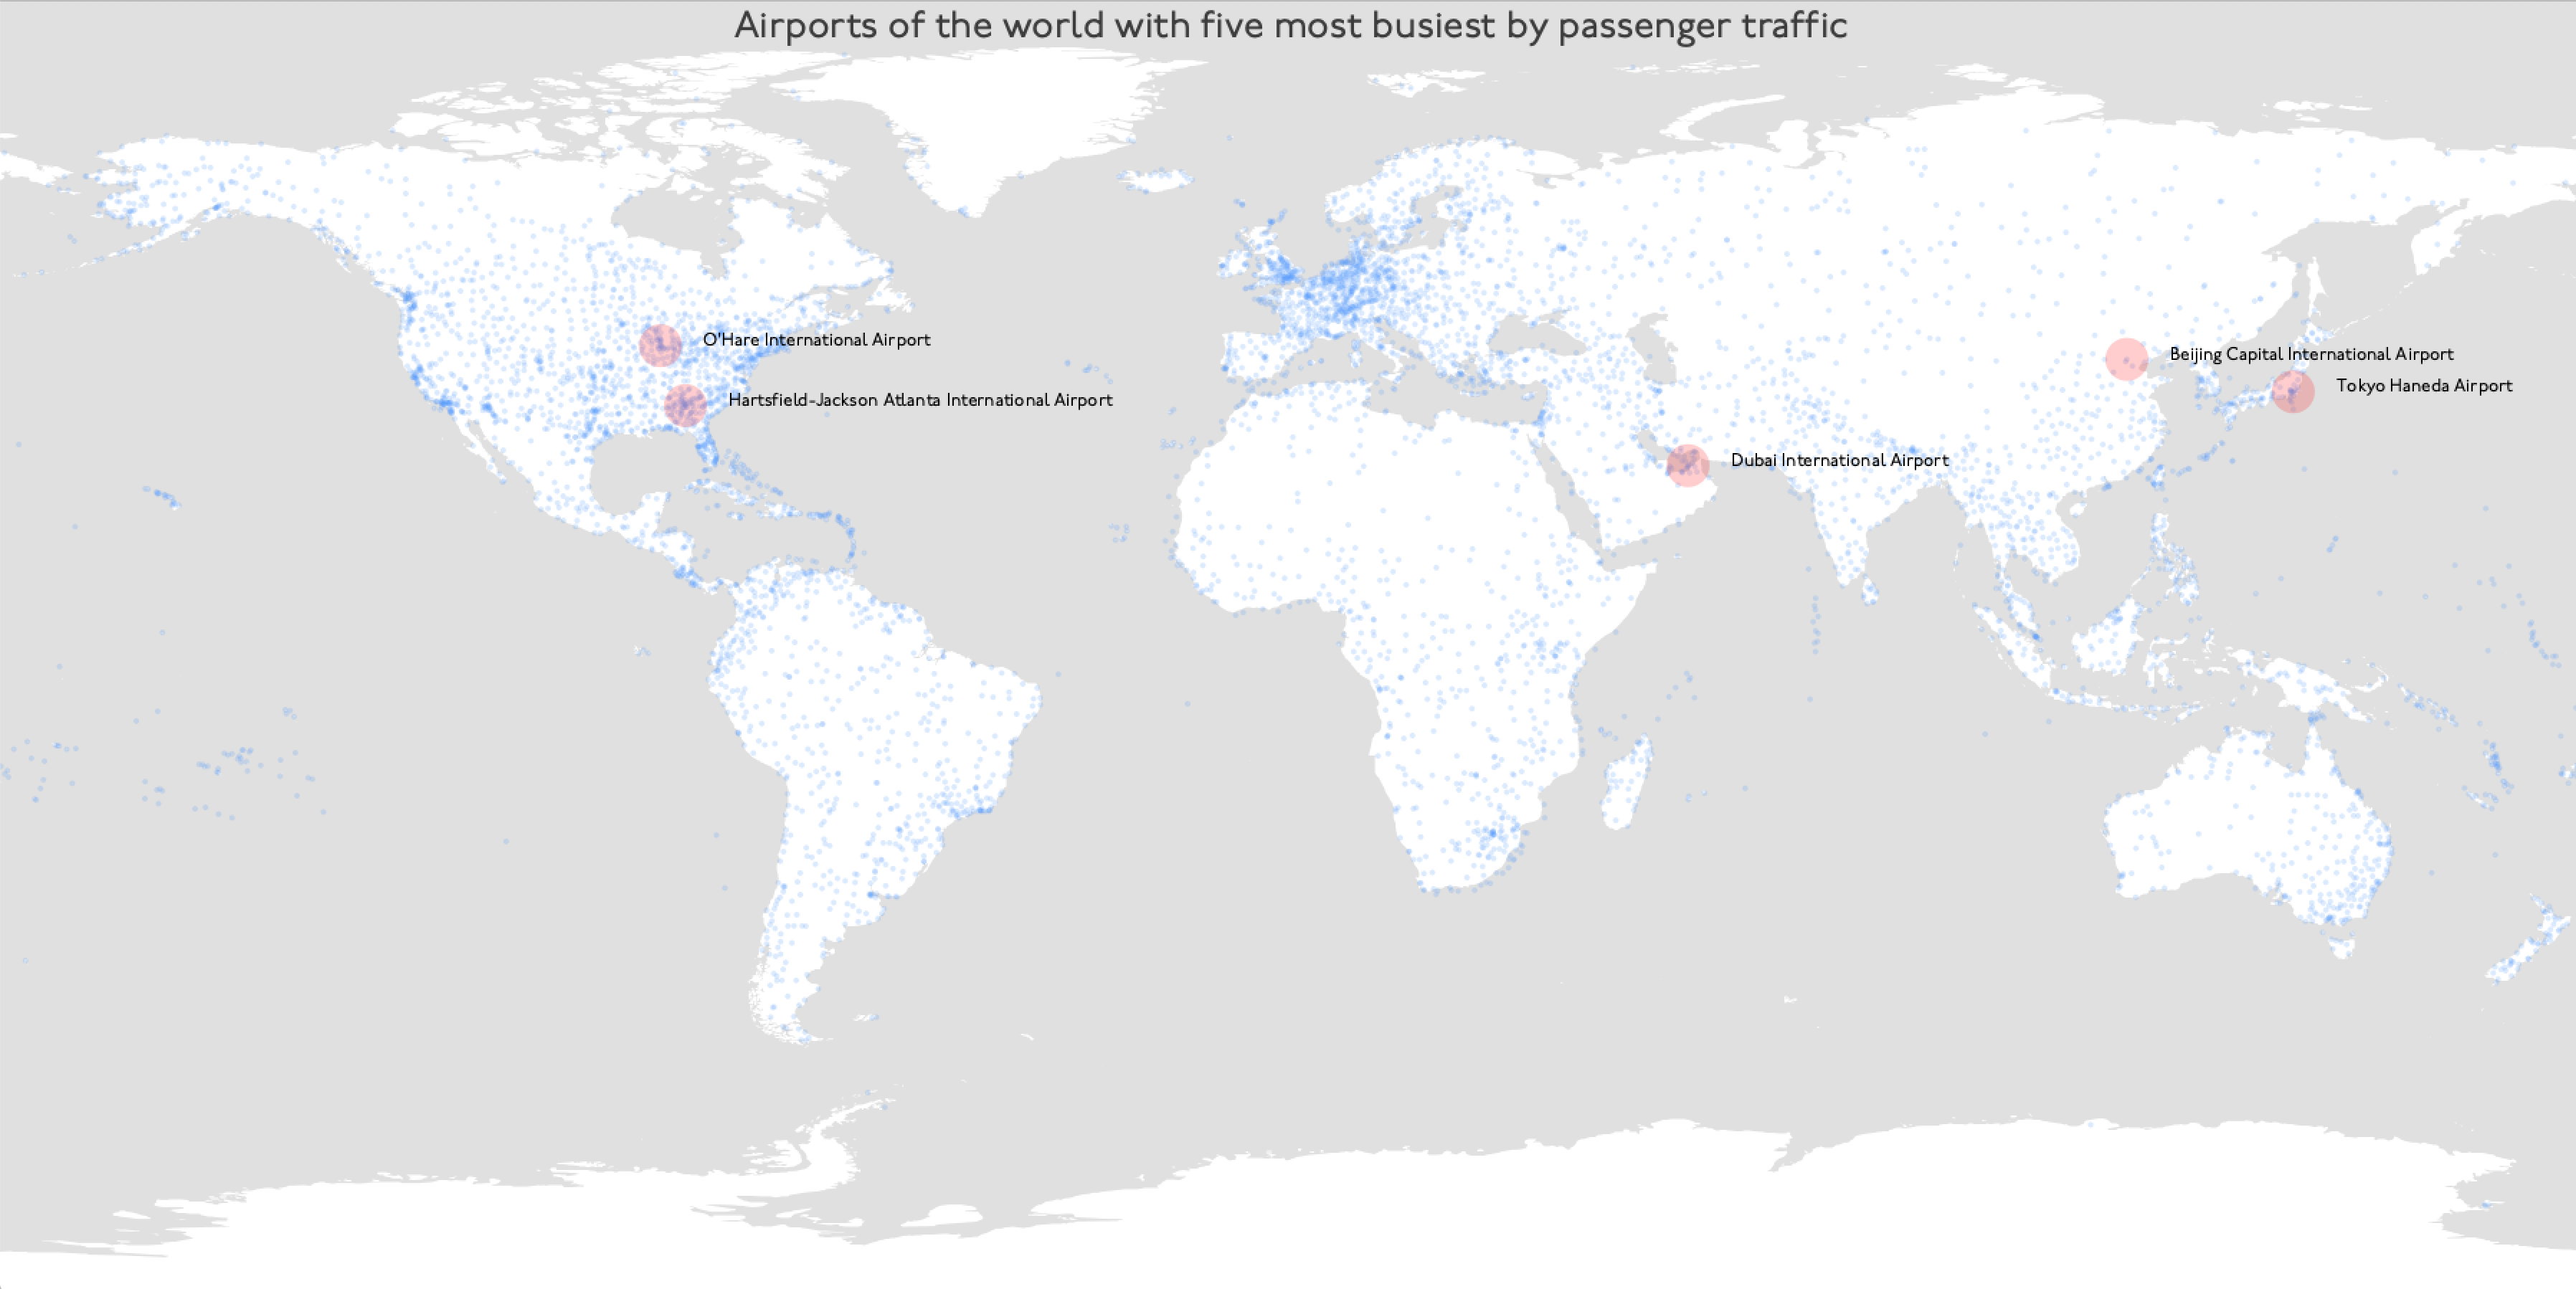 Airports of the world with five most busiest by passenger traffic
O'Hare International Airport
Beijing Capital International Airport
Tokyo Haneda Airport
Hartsfield-Jackson Atlanta International Airport
Dubai International Airport